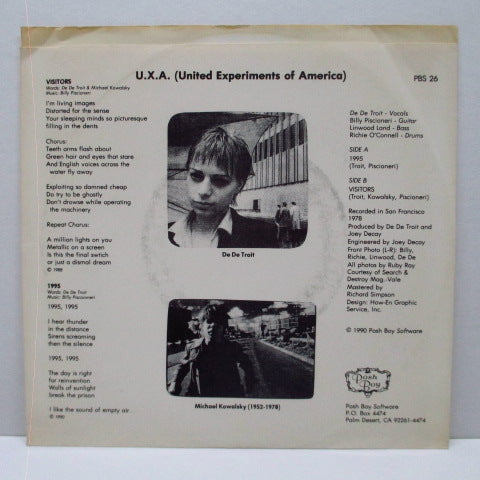 U.X.A. (United Experiments of America)
PBS 26
VISITORS
Words: De De Troit & Michael Kowalsky
Music: Billy Piscioneri
I'm living images
Distorted for the sense
Your sleeping minds so picturesque
filling in the dents
Chorus:
Teeth arms flash about
Green hair and eyes that stare
And English voices across the
water fly away
Exploiting so damned cheap
Do try to be ghostly
Don't drowse while operating
the machinery
Repeat Chorus:
A million lights on you
Metallic on a screen
Is this the final switch
or just a dismal dream
1995
Words: De De Troit
Music: Billy Piscioneri
1995, 1995
I hear thunder
in the distance
Sirens screaming
then the silence
1995, 1995
The day is right
for reinvention
Walls of sunlight
break the prison
I like the sound of empty air
© 1990
De De Troit
Michael Kowalsky (1952-1978)
De De Troit - Vocals
Billy Piscioneri - Guitar
Linwood Land - Bass
Richie O'Connell - Drums
SIDE A
1995
(Troit, Piscioneri)
SIDE B
VISITORS
(Troit, Kowalsky, Piscioneri)
Recorded in San Francisco
1978
Produced by De De Troit and
Joey Decay
Engineered by Joey Decay
Front Photo (L-R): Billy,
Richie, Linwood, De De
All photos by Ruby Ray
Courtesy of Search &
Destroy Mag.-Vale
Mastered by
Richard Simpson
Design: How-En Graphic
Service, Inc.
© 1990 Posh Boy Software
Posh
Boy
Posh Boy Software
P.O. Box 4474
Palm Desert, CA 92261-4474